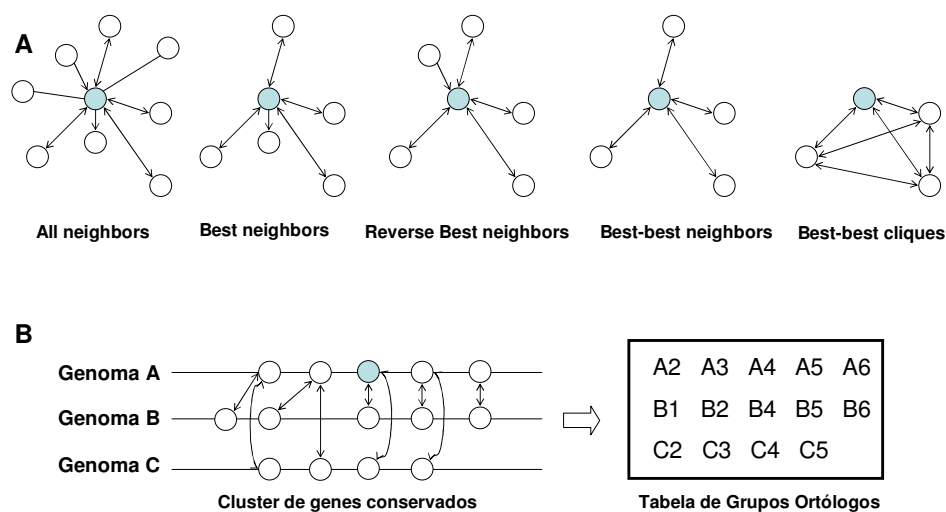 A
All neighbors
Best neighbors
Reverse Best neighbors
Best-best neighbors
Best-best cliques
B
Genoma A
Genoma B
Genoma C
Cluster de genes conservados
A2 A3 A4 A5 A6
B1 B2 B4 B5 B6
C2 C3 C4 C5
Tabela de Grupos Ortólogos